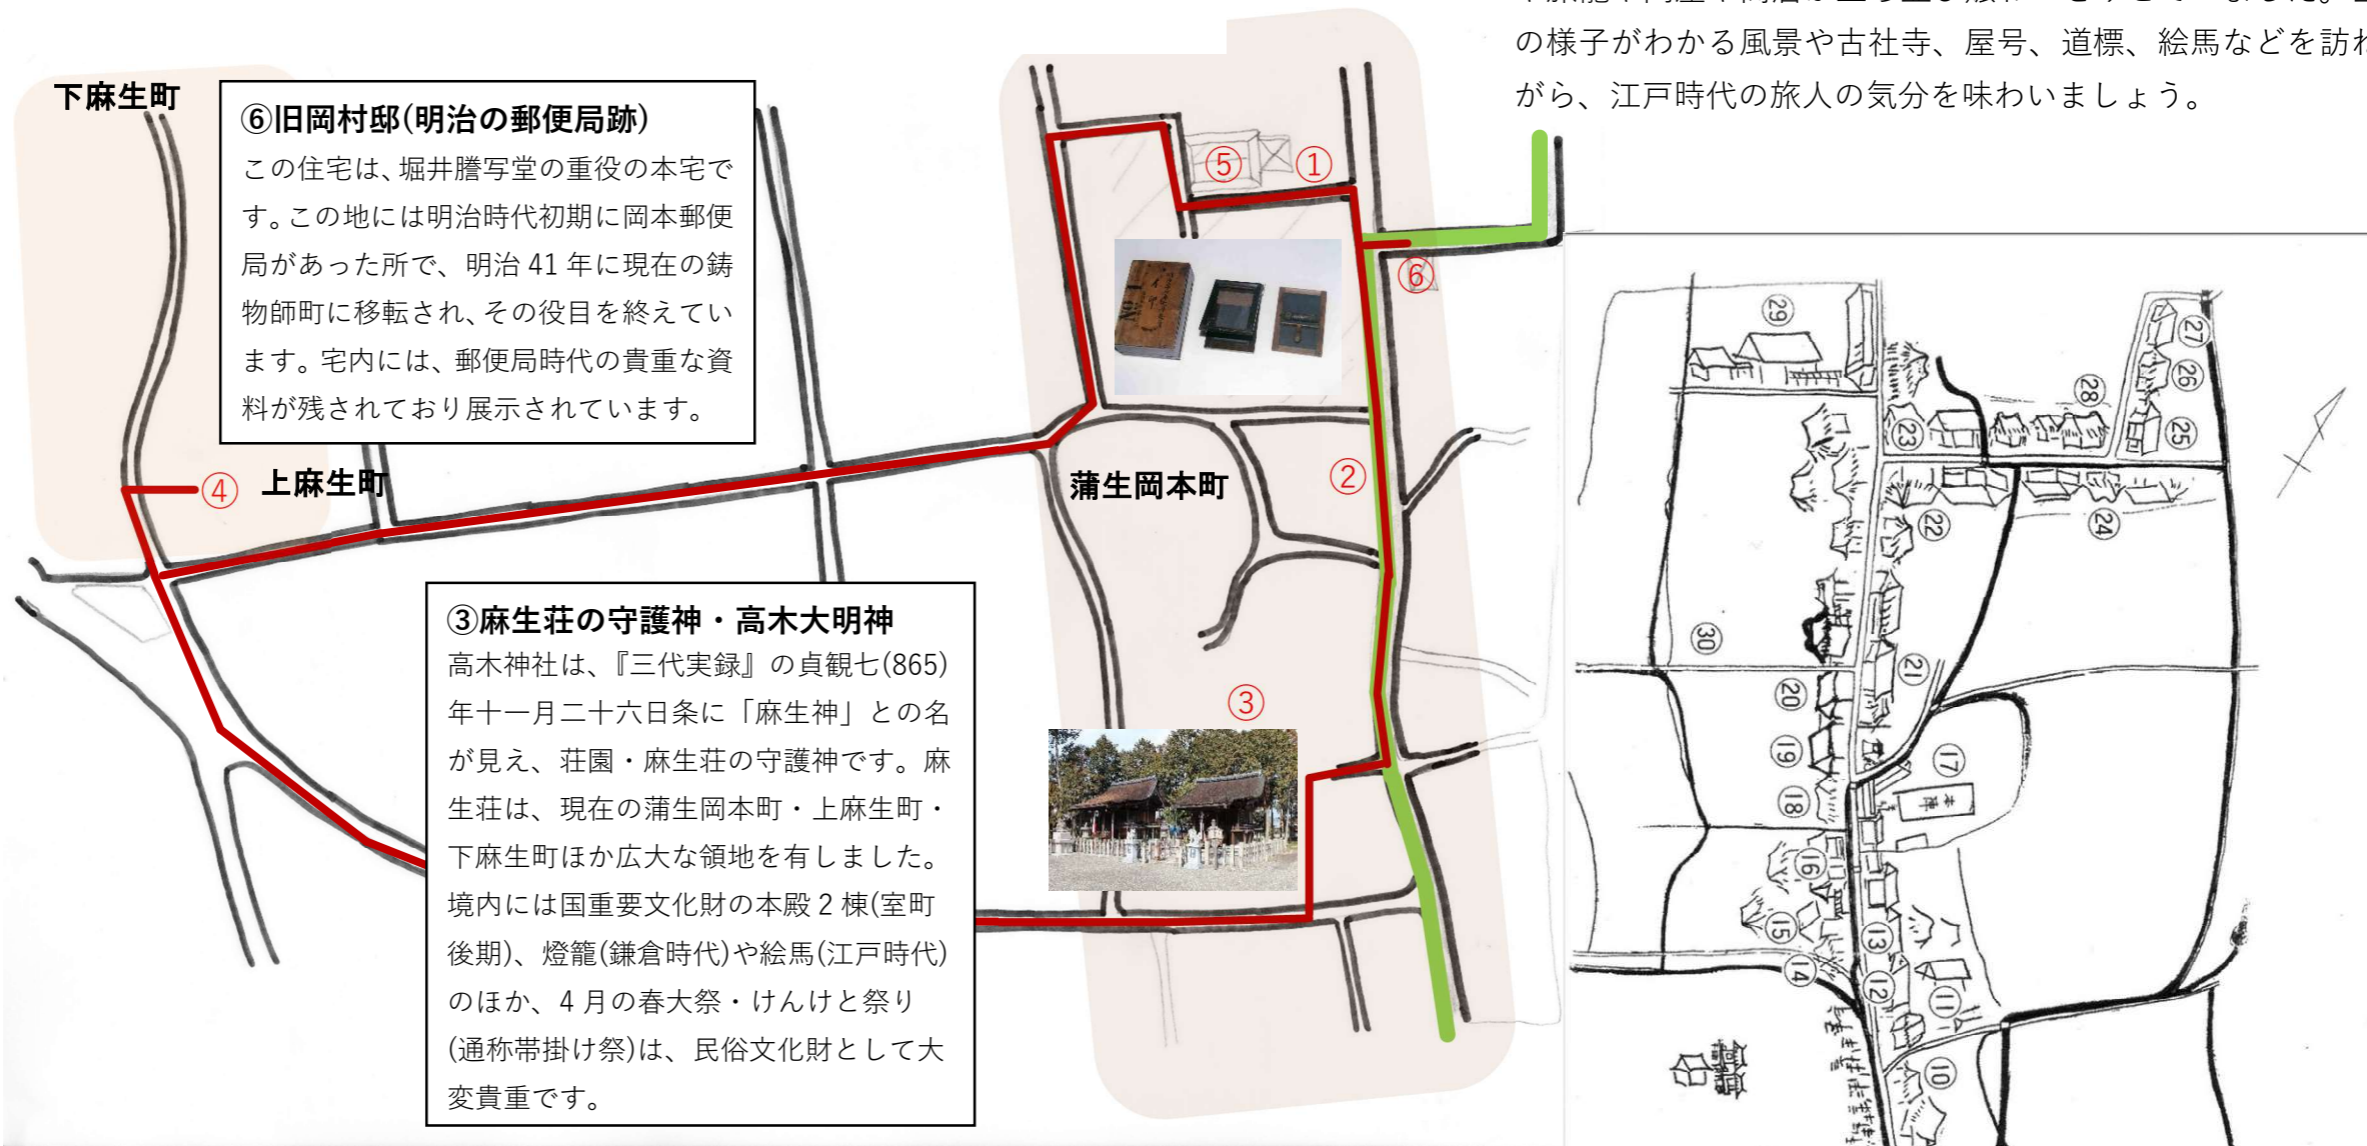 の様子がわかる風景や古社寺、屋号、道標、絵馬などを訪れ
がら、江戸時代の旅人の気分を味わいましょう。
下麻生町
⑥旧岡村邸(明治の郵便局跡)
この住宅は、堀井謄写堂の重役の本宅で
す。この地には明治時代初期に岡本郵便
局があった所で、明治 41 年に現在の鋳
物師町に移転され、その役目を終えてい
ます。宅内には、郵便局時代の貴重な資
料が残されており展示されています。
⑤
①
⑥
④
上麻生町
蒲生岡本町
②
③
③麻生荘の守護神・高木大明神
高木神社は、『三代実録』の貞観七(865)
年十一月二十六日条に「麻生神」との名
が見え、荘園・麻生荘の守護神です。麻
生荘は、現在の蒲生岡本町・上麻生町・
下麻生町ほか広大な領地を有しました。
境内には国重要文化財の本殿 2 棟(室町
後期)、燈籠(鎌倉時代)や絵馬(江戸時代)
のほか、4 月の春大祭・けんけと祭り
(通称帯掛け祭)は、民俗文化財として大
変貴重です。
㉙
㉗
㉖
㉘
㉕
㉓
㉒
㉔
㉚
㉑
⑳
⑲
⑰
本陣
⑱
⑯
⑮
⑬
⑭
⑫
⑪
⑩